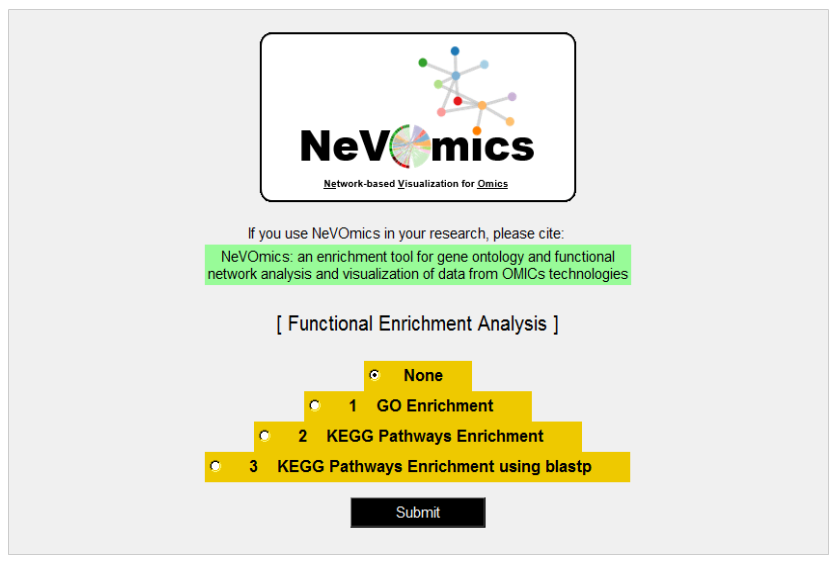 NeVOmics
Network-based Visualization for Omics
If you use NeVOmics in your research, please cite:
NeVOmics: an enrichment tool for gene ontology and functional
network analysis and visualization of data from OMICs technologies
[ Functional Enrichment Analysis ]
None
1 GO Enrichment
2 KEGG Pathways Enrichment
3 KEGG Pathways Enrichment using blastp
Submit